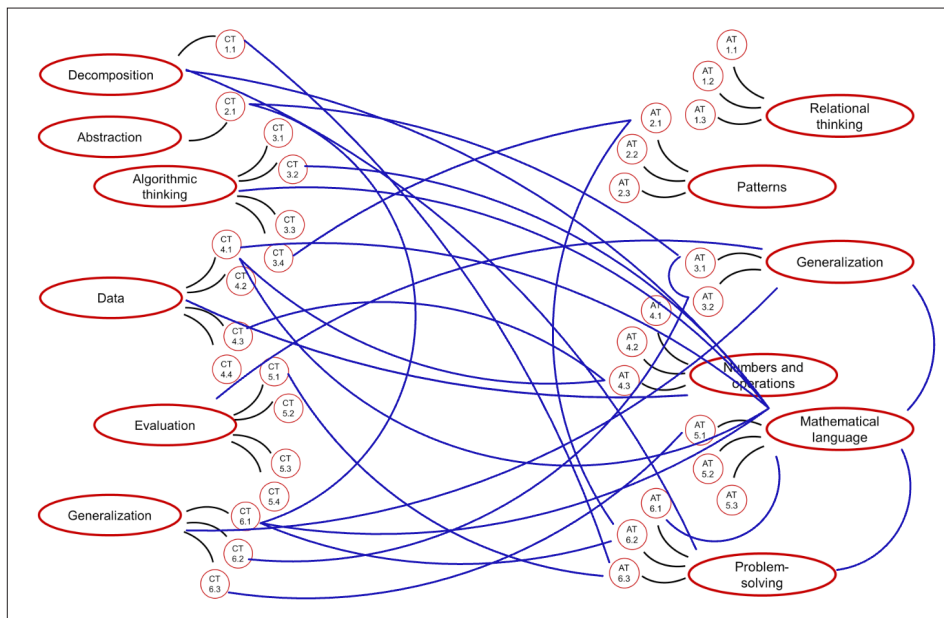 Decomposition
CT
1.1
Abstraction
CT
2.1
Algorithmic
thinking
CT
3.1
CT
3.2
CT
3.3
CT
3.4
Data
CT
4.1
CT
4.2
CT
4.3
CT
4.4
Evaluation
CT
5.1
CT
5.2
CT
5.3
CT
5.4
Generalization
CT
6.1
CT
6.2
CT
6.3
AT
1.1
AT
1.2
AT
1.3
Relational
thinking
AT
2.1
AT
2.2
AT
2.3
Patterns
AT
3.1
AT
3.2
Generalization
AT
4.1
AT
4.2
AT
4.3
Numbers and
operations
AT
5.1
AT
5.2
AT
5.3
Mathematical
language
AT
6.1
AT
6.2
AT
6.3
Problem-
solving